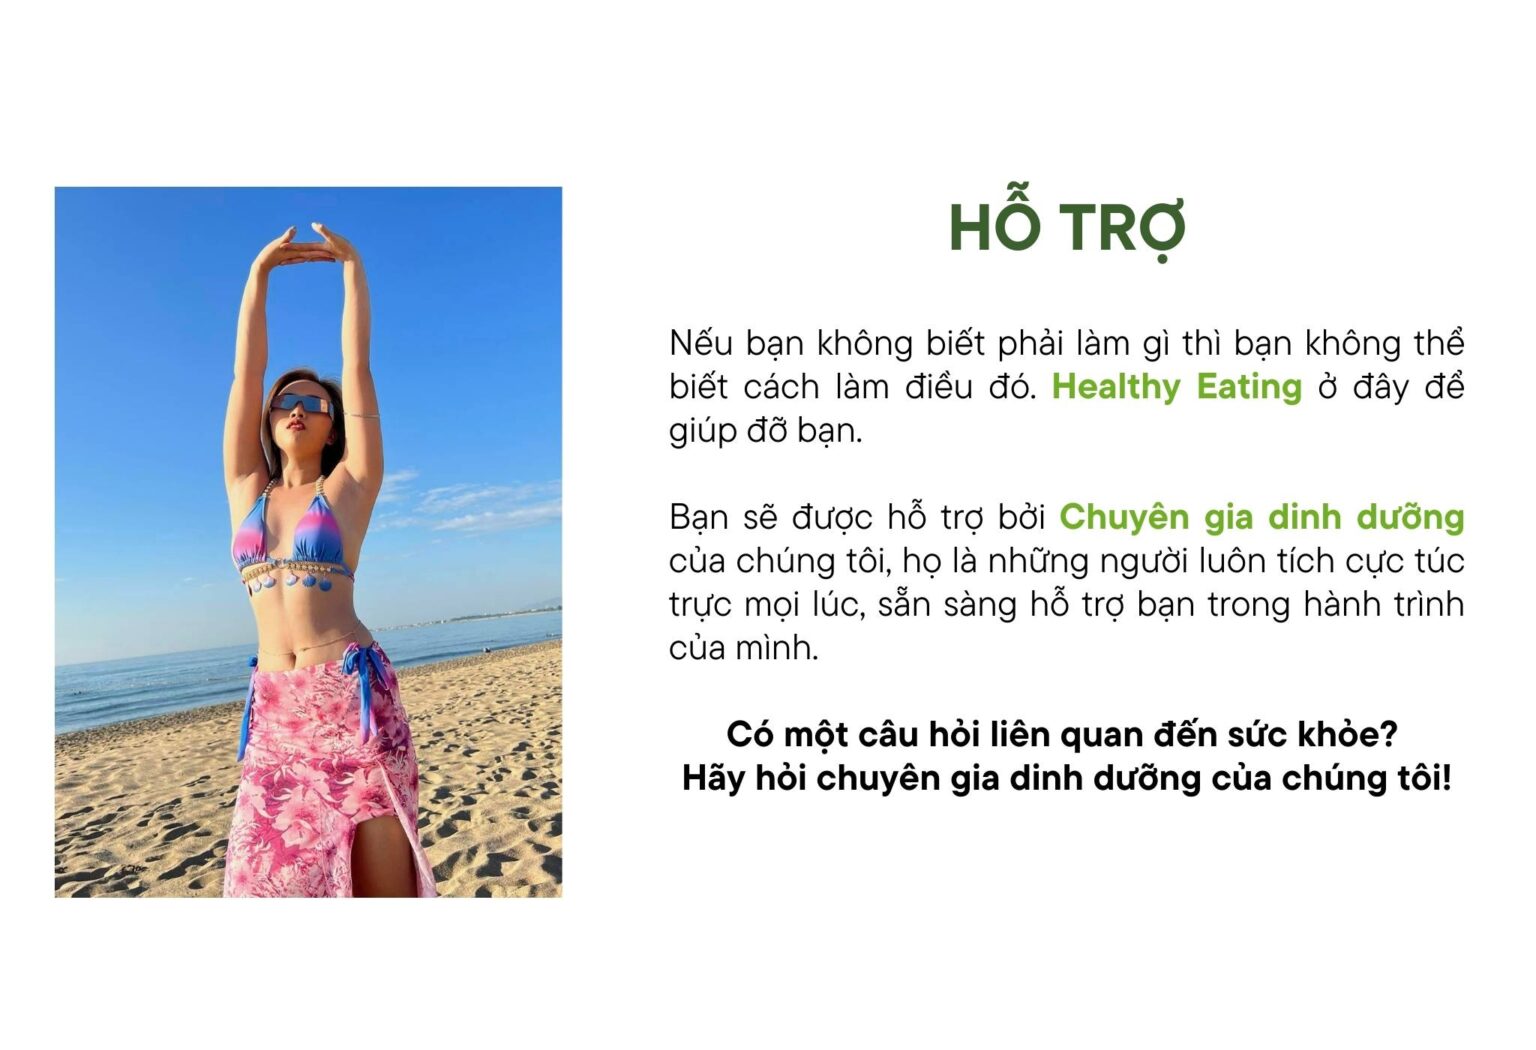 HỖ TRỢ
Nếu bạn không biết phải làm gì thì bạn không thể
biết cách làm điều đó. Healthy Eating ở đây để
giúp đỡ bạn.
Bạn sẽ được hỗ trợ bởi Chuyên gia dinh dưỡng
của chúng tôi, họ là những người luôn tích cực túc
trực mọi lúc, sẵn sàng hỗ trợ bạn trong hành trình
của mình.
Có một câu hỏi liên quan đến sức khỏe?
Hãy hỏi chuyên gia dinh dưỡng của chúng tôi!